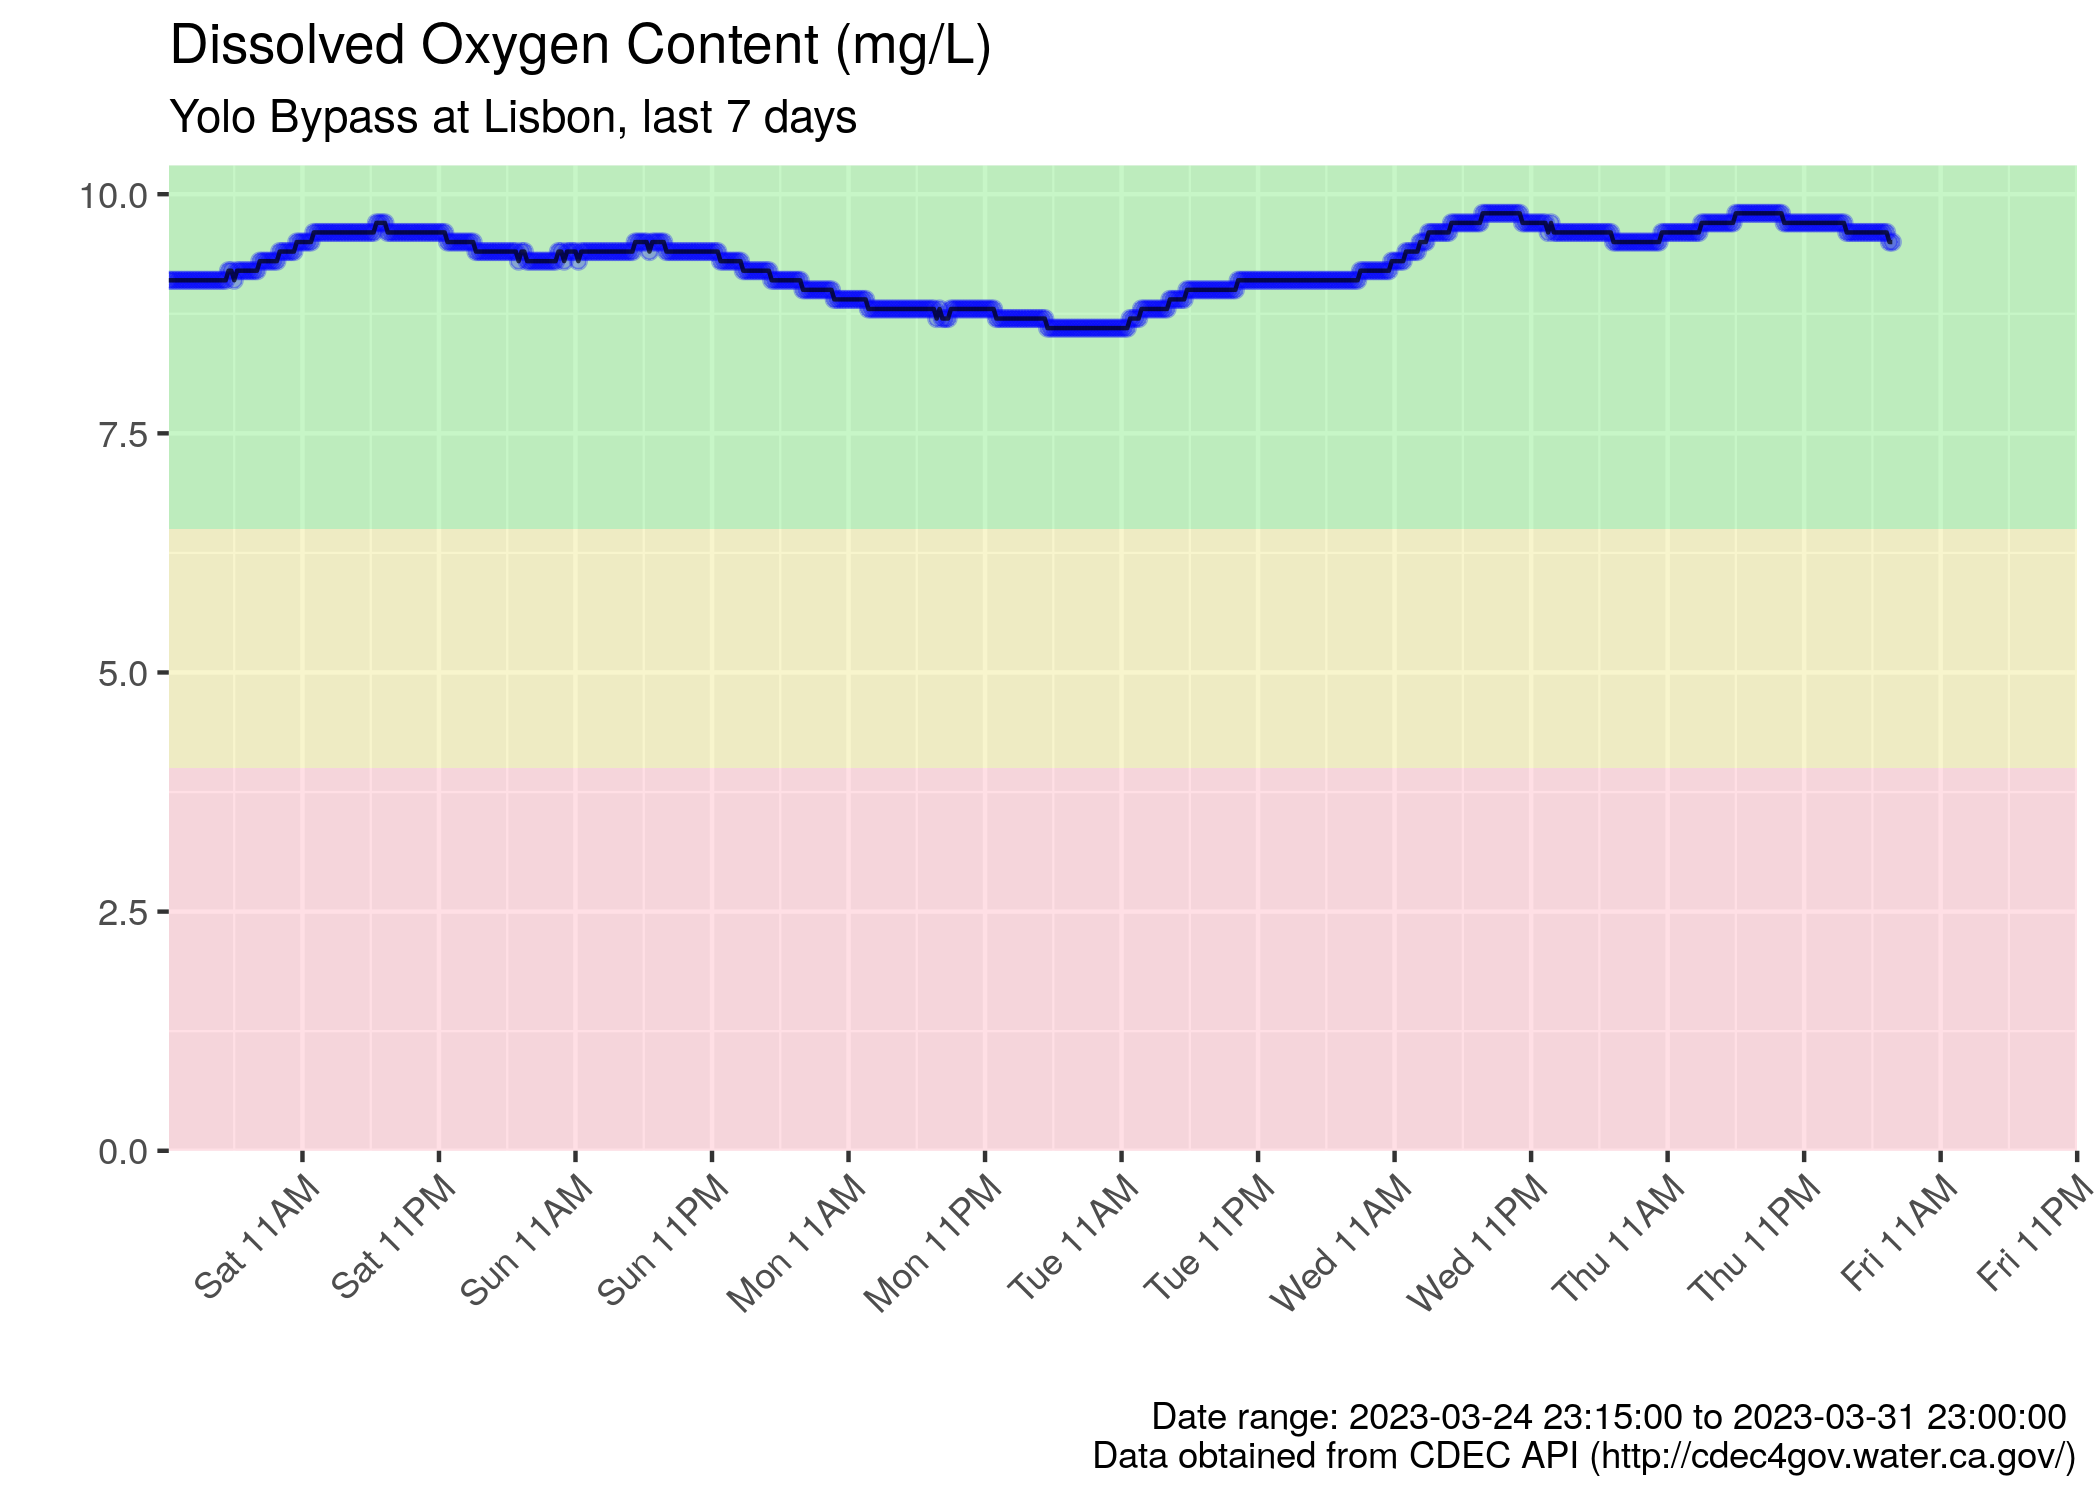 Dissolved Oxygen Content (mg/L)
Yolo Bypass at Lisbon, last 7 days
10.0
7.5
5.0
2.5
0.0
Sat 11AM
Sat 11PM
Sun 11AM
Sun 11PM
Mon 11AM
Mon 11PM
Tue 11AM
Tue 11PM
Wed 11AM
Wed 11PM
Thu 11AM
Thu 11PM
Fri 11AM
Fri 11PM
Date range: 2023-03-24 23:15:00 to 2023-03-31 23:00:00
Data obtained from CDEC API (http://cdec4gov.water.ca.gov/)